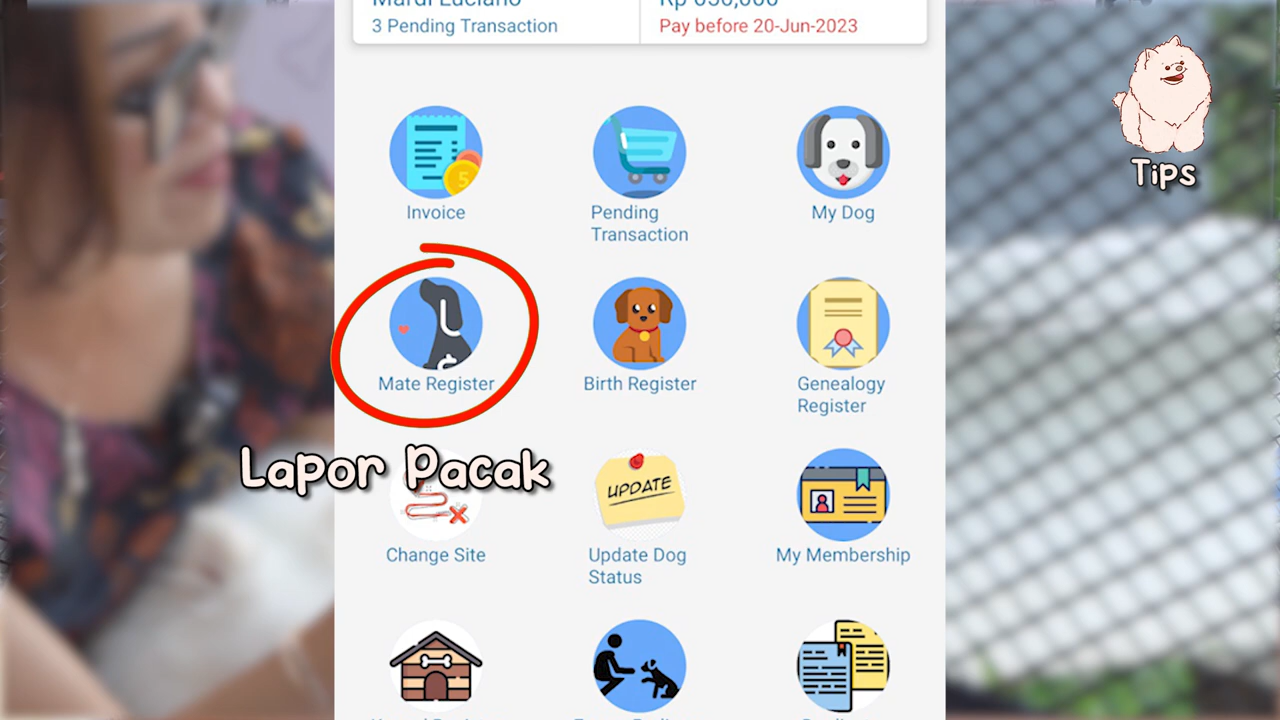 3 Pending Transaction
Pay before 20-Jun-2023
Tips
5
Invoice
Pending
Transaction
My Dog
Mate Register
Birth Register
Genealogy
Register
Lapor Pacak
UPDATE
Change Site
Update Dog
Status
My Membership